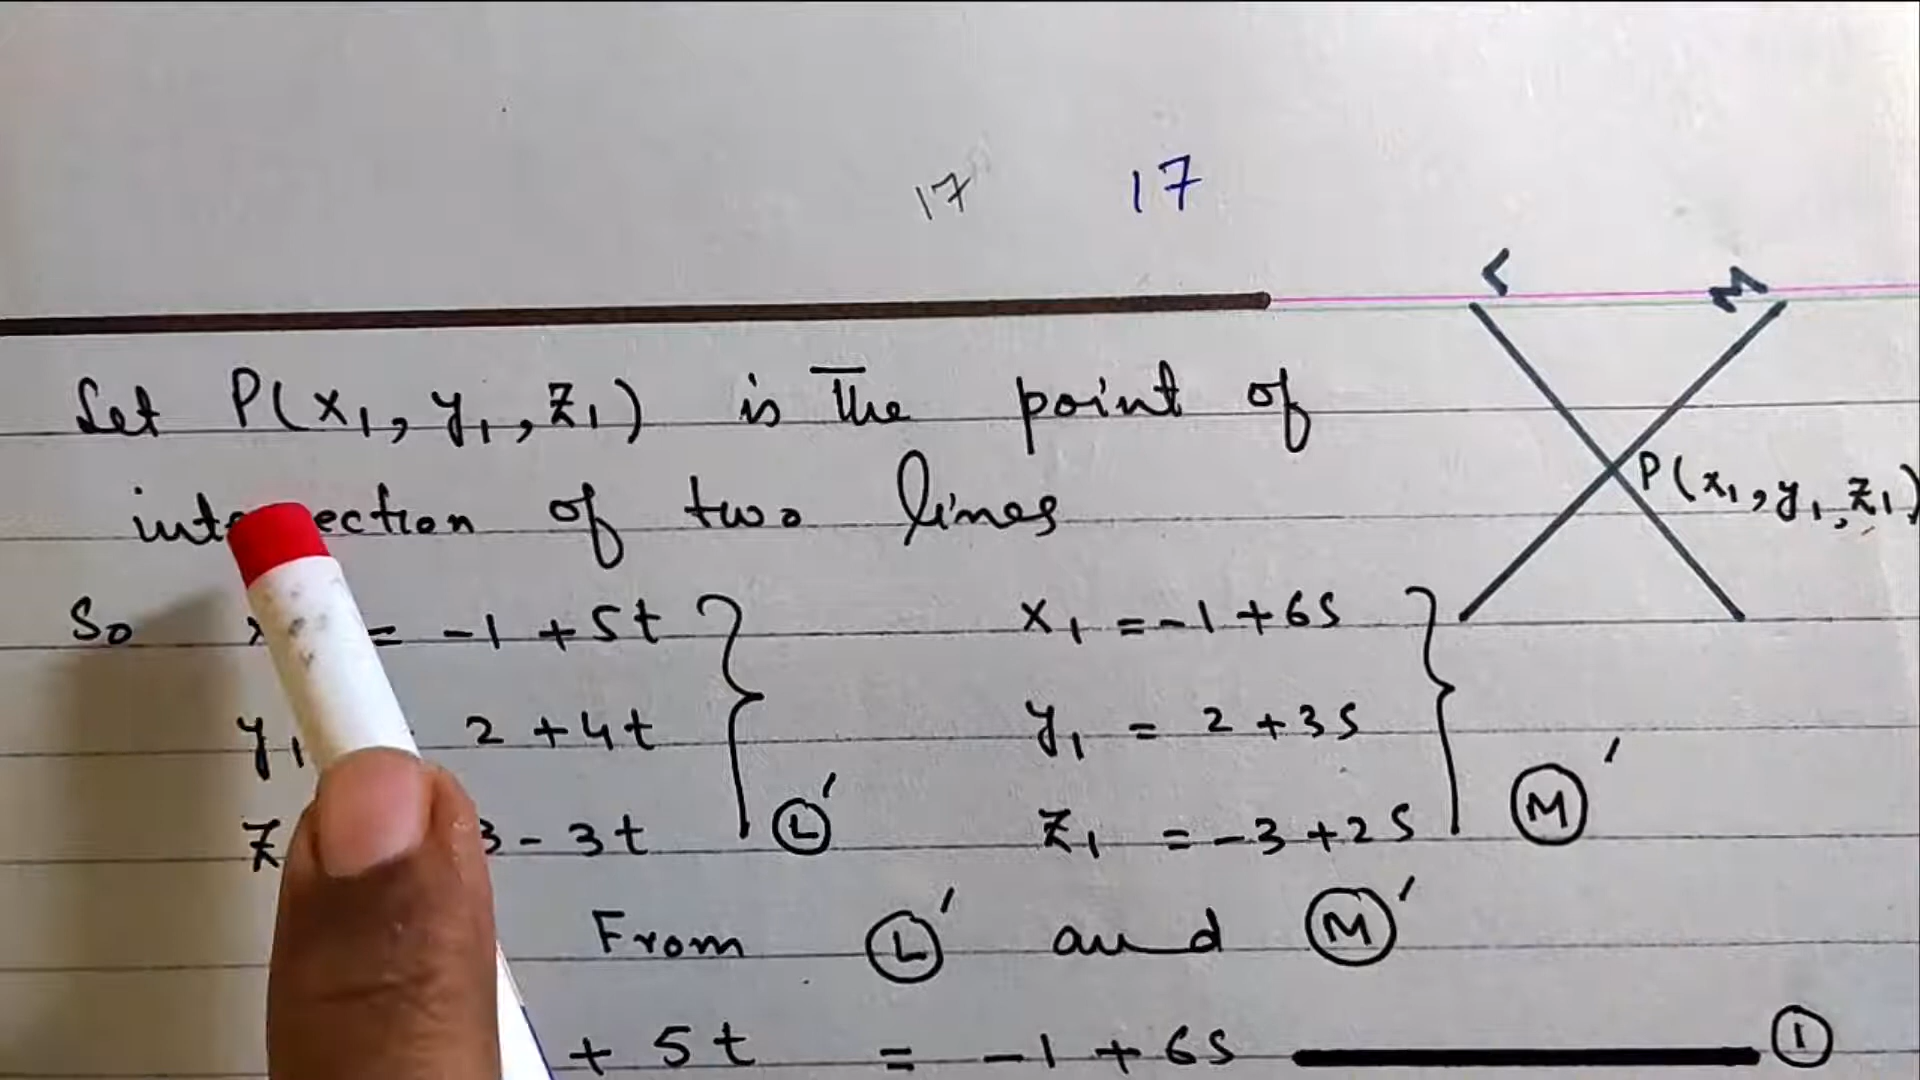 17 17
L M
Let P(x₁, y₁, z₁) is the point of
intection of two lines
P(x₁, y₁, z₁)
So = -1 + 5t x₁ = -1 + 6s
y₁ 2 + 4t y₁ = 2 + 3s
z 3 - 3t L' z₁ = -3 + 2s M'
From L' and M'
+ 5t = -1 + 6s 1